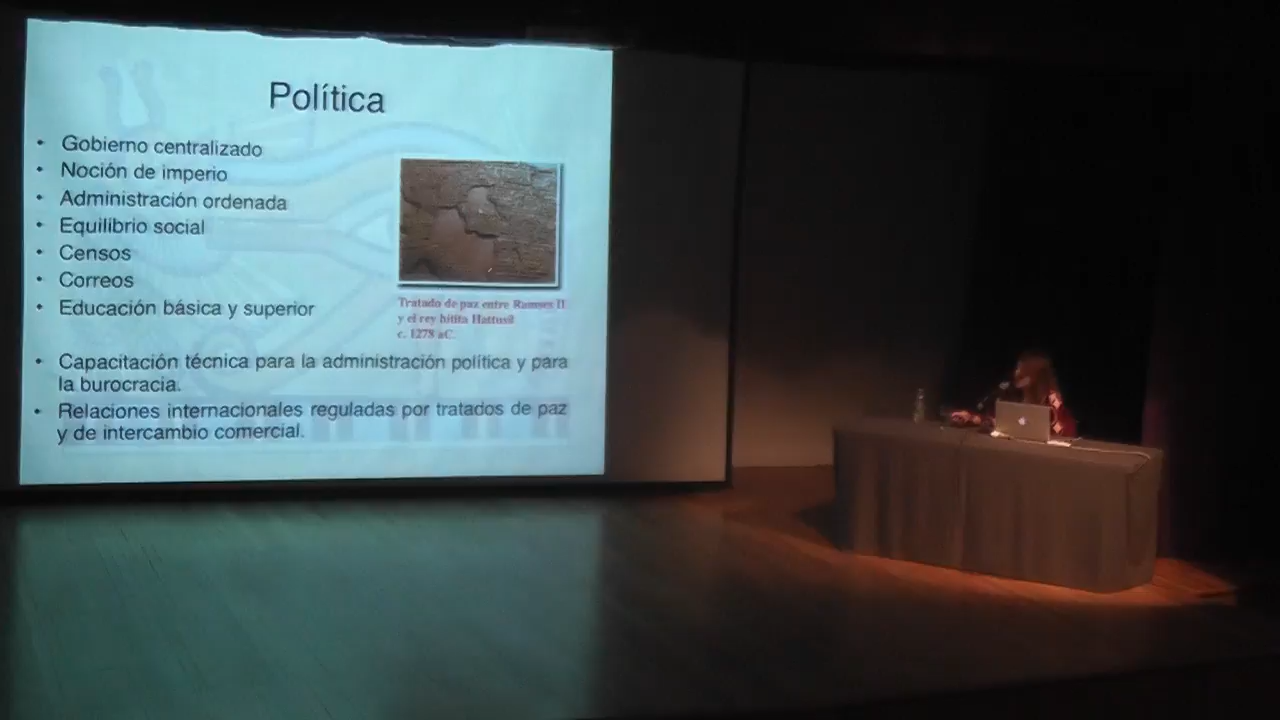 Política
• Gobierno centralizado
• Noción de imperio
• Administración ordenada
• Equilibrio social
• Censos
• Correos
• Educación básica y superior
Tratado de paz entre Ramses II
y el rey hitita Hattusil
c. 1278 aC.
• Capacitación técnica para la administración política y para
la burocracia.
• Relaciones internacionales reguladas por tratados de paz
y de intercambio comercial.